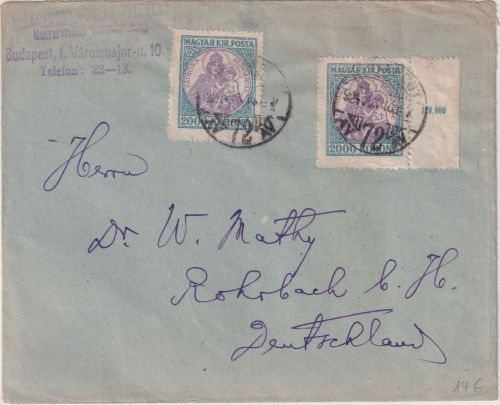 Budapest, I. Városmajor-u. 10.
Telefon: 22—13.
MAGYAR KIR. POSTA
2000 KORONA
MAGYAR KIR. POSTA
2000 KORONA
120.000
Herrn
Dr. W. Mathy
Rohrbach b. H.
Deutschland
14 €